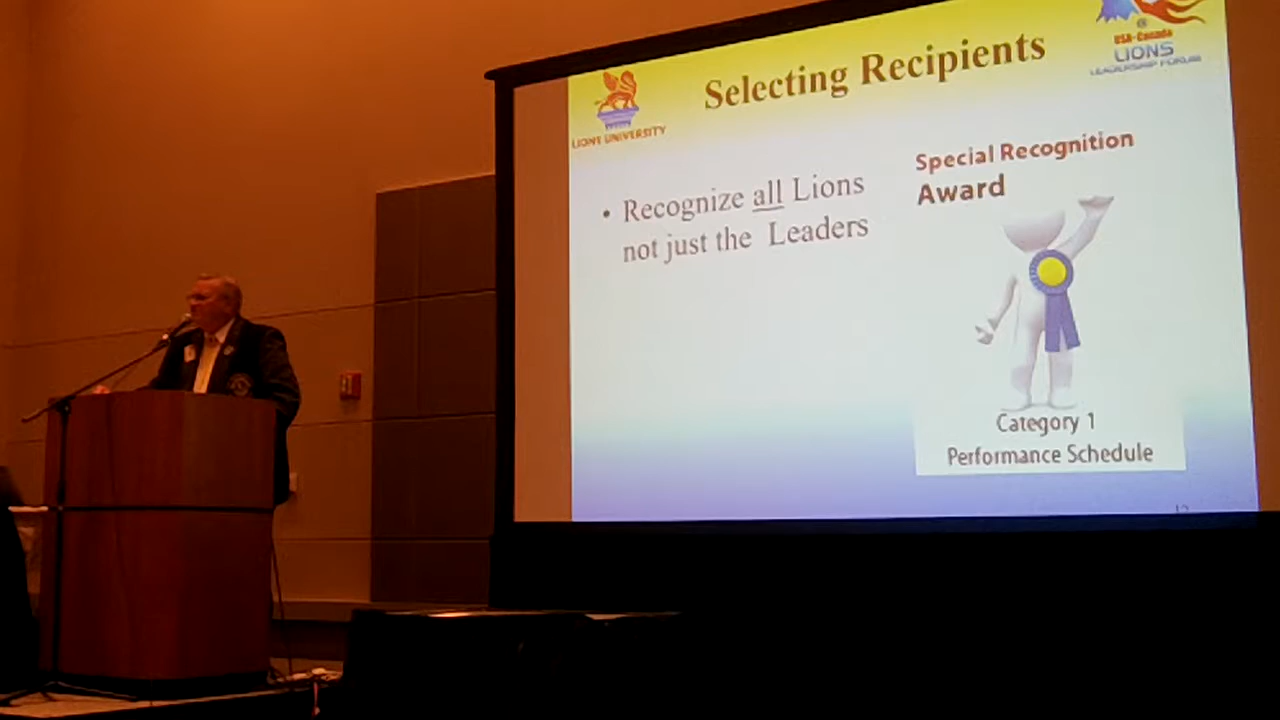 Selecting Recipients
LIONS UNIVERSITY
@
USA-Canada
LIONS
LEADERSHIP FORUM
• Recognize all Lions
not just the Leaders
Special Recognition
Award
Category 1
Performance Schedule